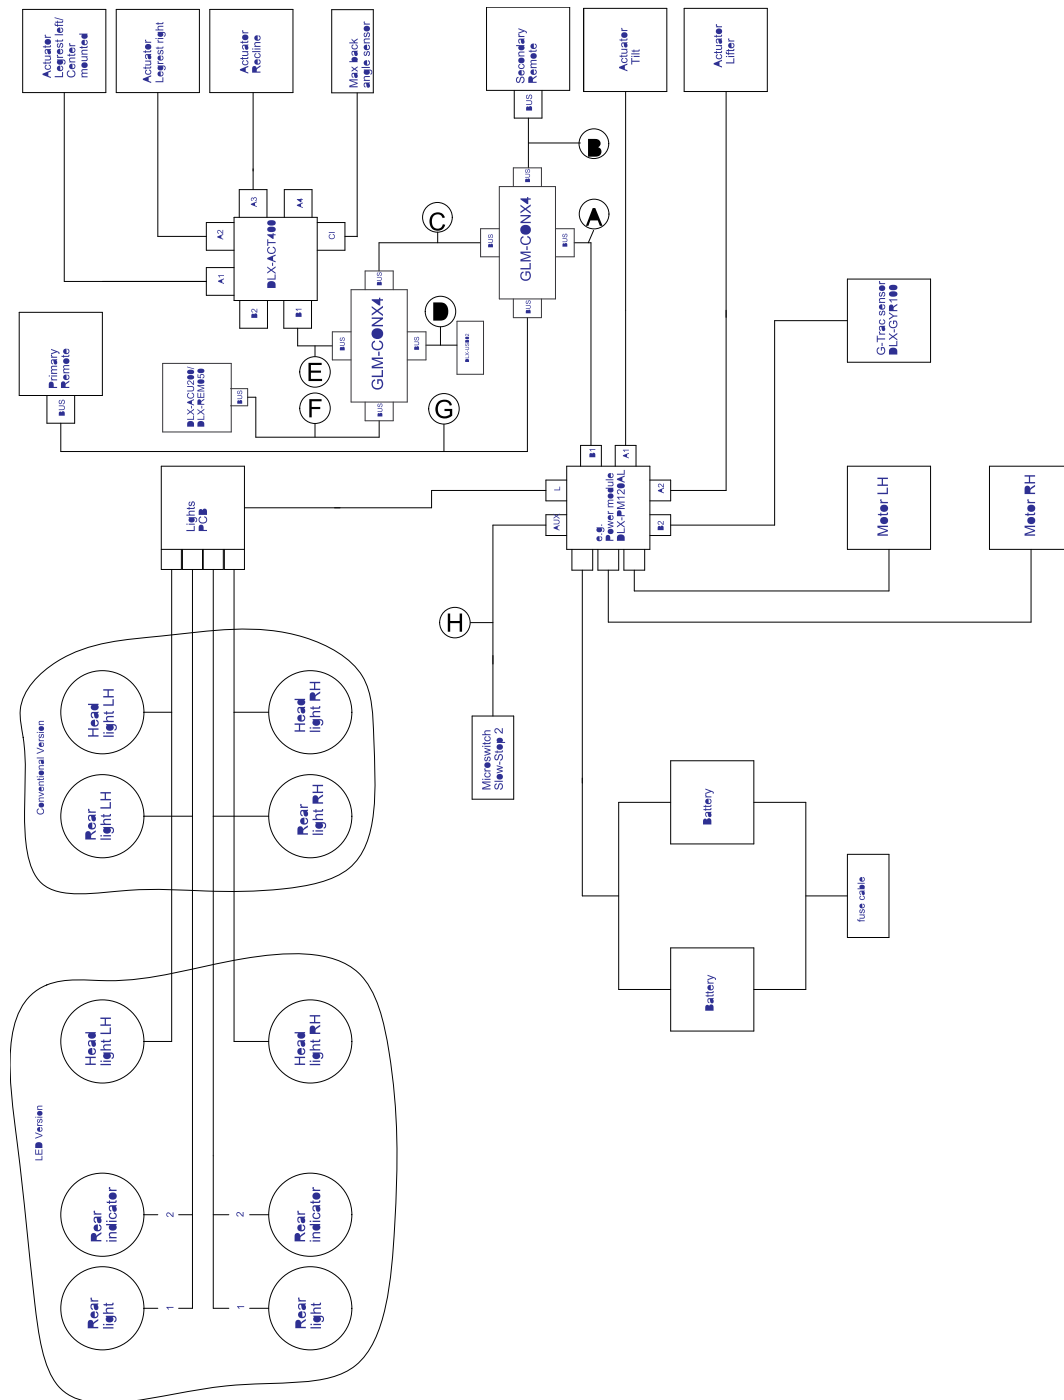 Actuator
Legrest left/
Center
mounted
Actuator
Legrest right
Actuator
Recline
Max back
angle sensor
Secondary
Remote
BUS
Actuator
Tilt
Actuator
Lifter
B
A
C
D
E
F
G
H
A3
A4
A2
CI
A1
B2
B1
DLX-ACT400
BUS
BUS
BUS
BUS
GLM-CONX4
BUS
BUS
BUS
BUS
GLM-CONX4
DLX-USB02
Primary
Remote
BUS
DLX-ACU200/
DLX-REM050
BUS
G-Trac sensor
DLX-GYR100
B1
A1
L
A2
AUX
B2
e.g.
Power module
DLX-PM120AL
Lights
PCB
Motor LH
Motor RH
Microswitch
Slow-Stop 2
Conventional Version
Head
light LH
Head
light RH
Rear
light LH
Rear
light RH
Battery
Battery
fuse cable
LED Version
Head
light LH
Head
light RH
Rear
indicator
2
2
Rear
indicator
Rear
light
1
1
Rear
light